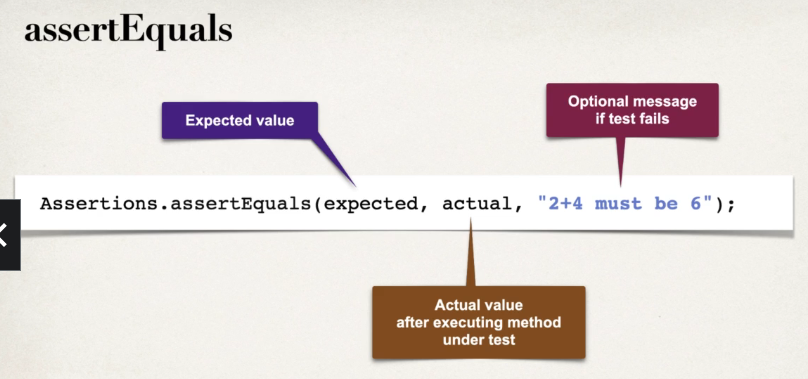 assertEquals
Expected value
Optional message
if test fails
Assertions.assertEquals(expected, actual, "2+4 must be 6");
Actual value
after executing method
under test